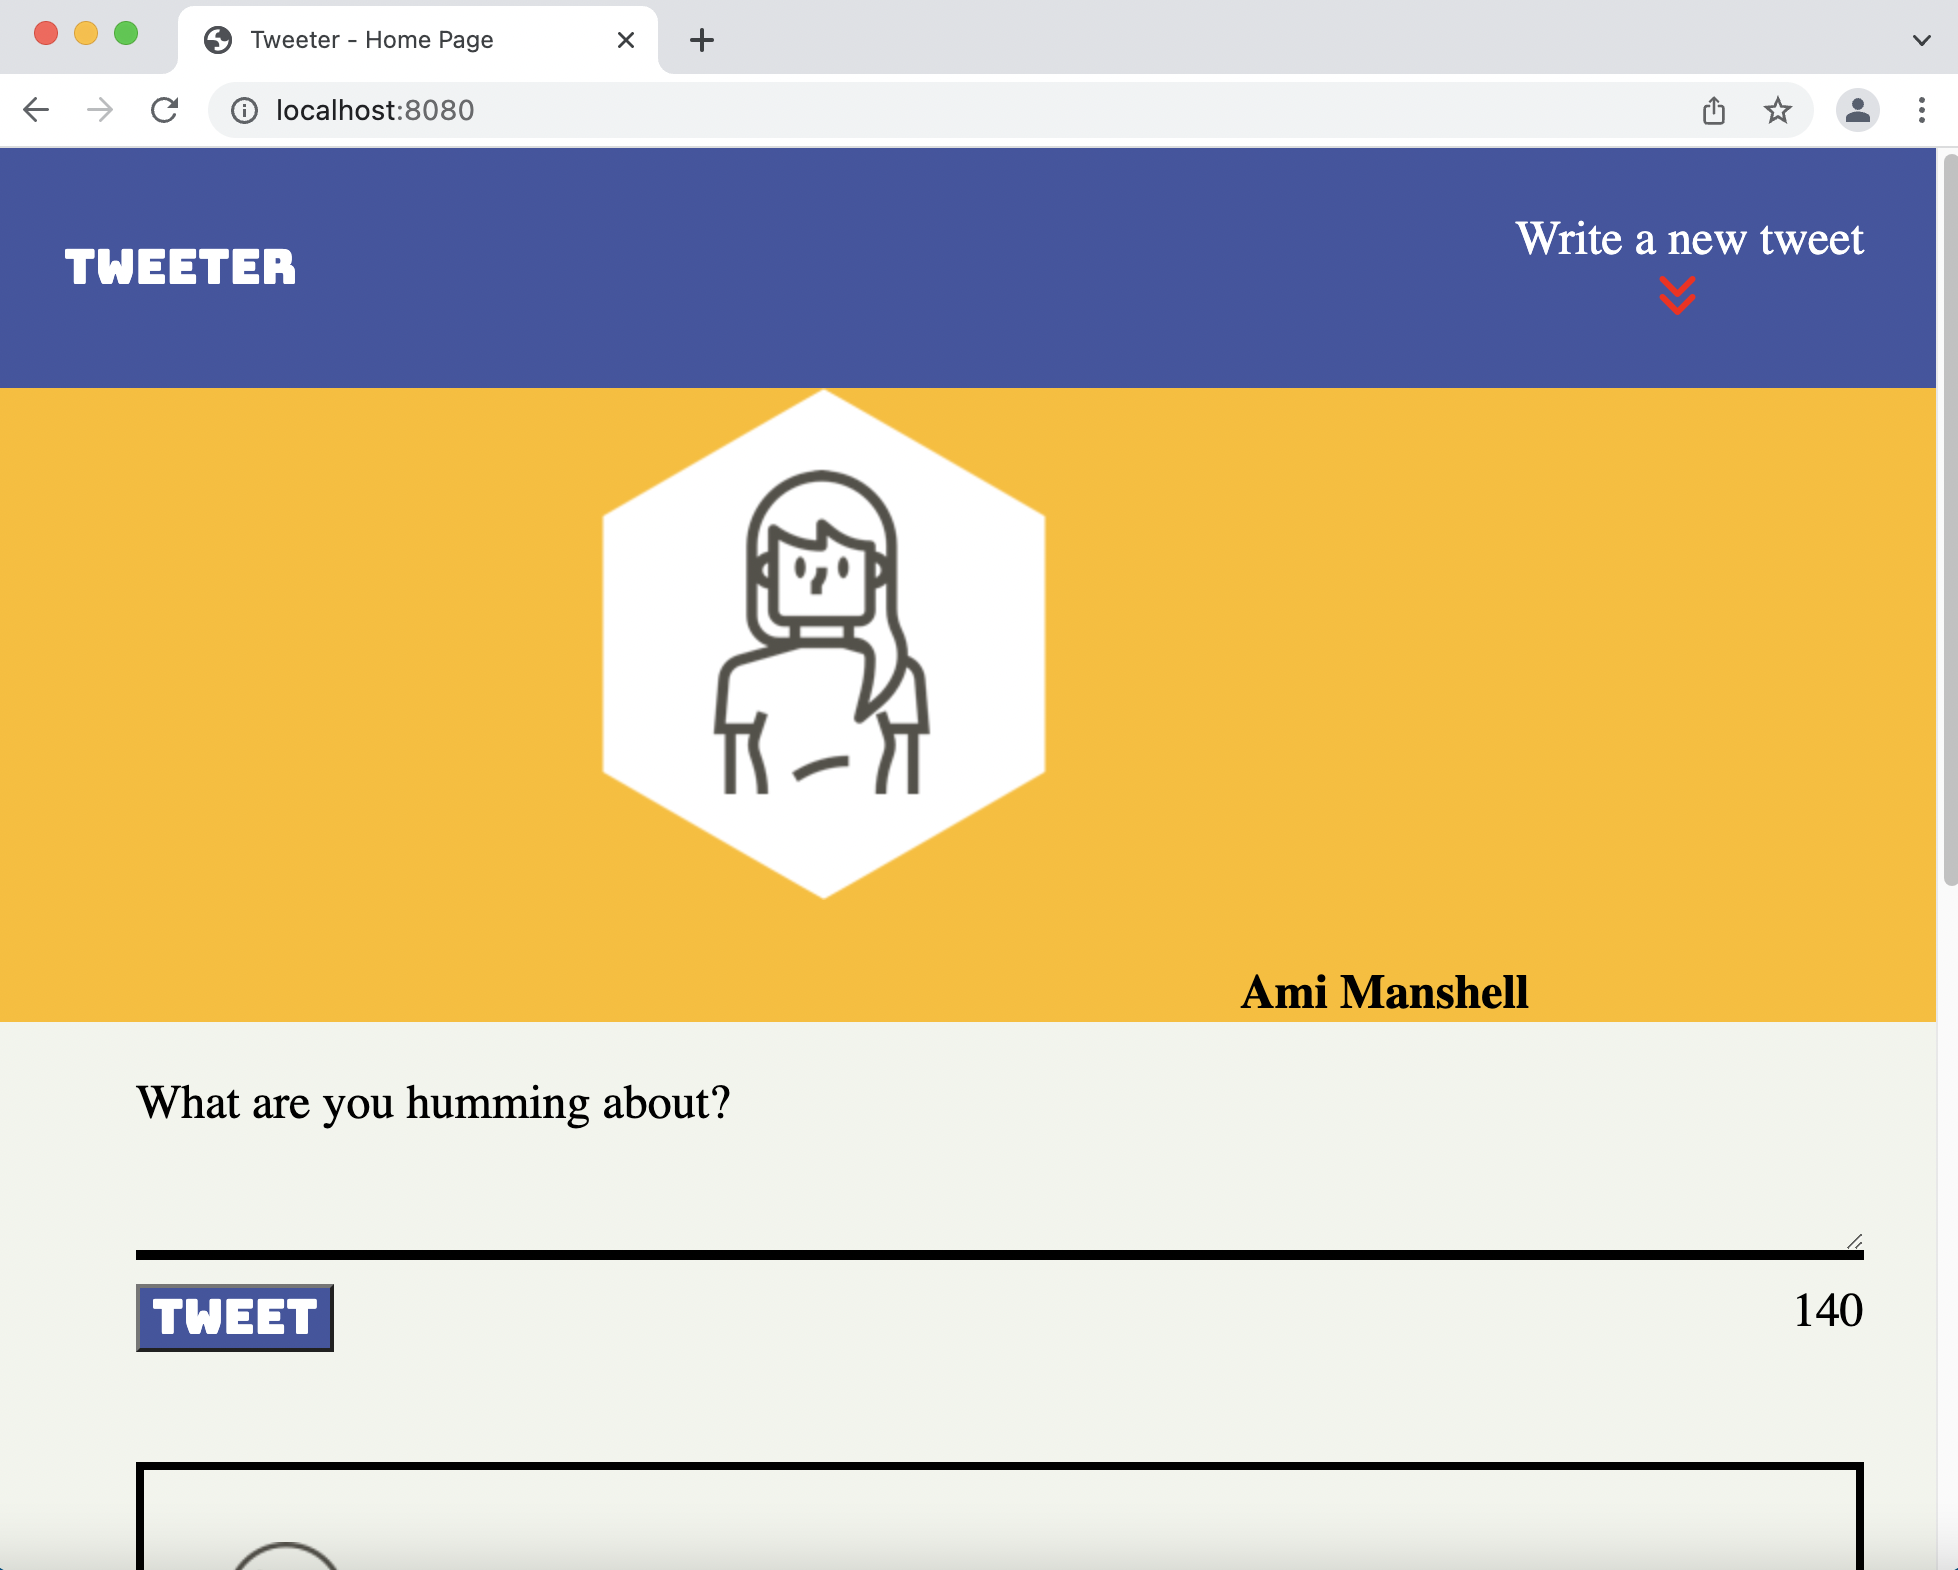 Tweeter - Home Page
localhost:8080
TWEETER
Write a new tweet
Ami Manshell
What are you humming about?
TWEET
140